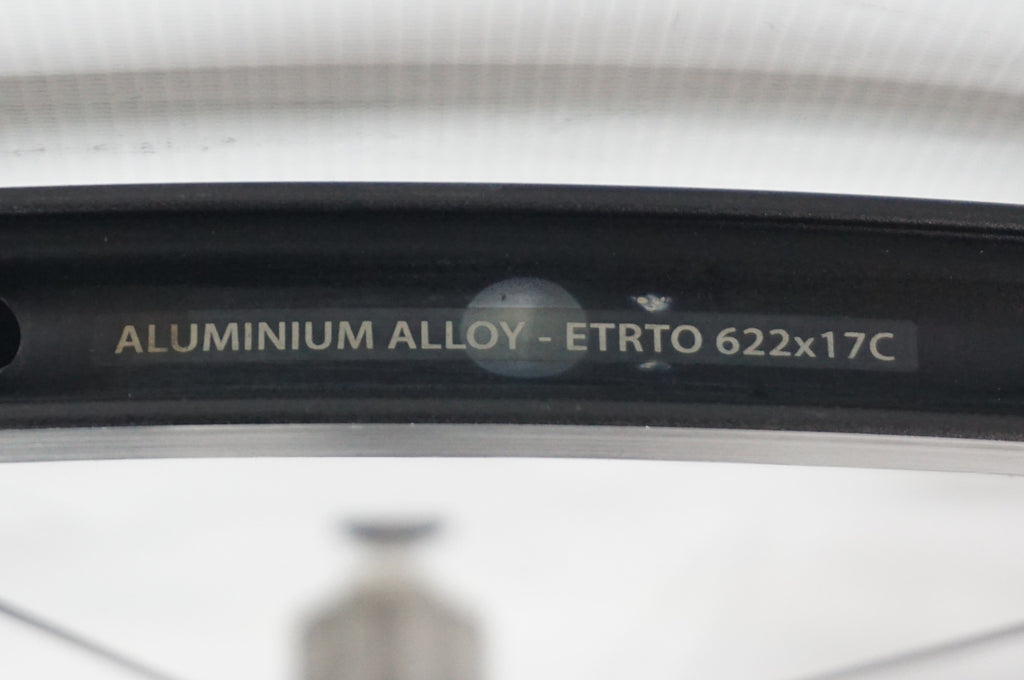 ALUMINIUM ALLOY - ETRTO 622x17C